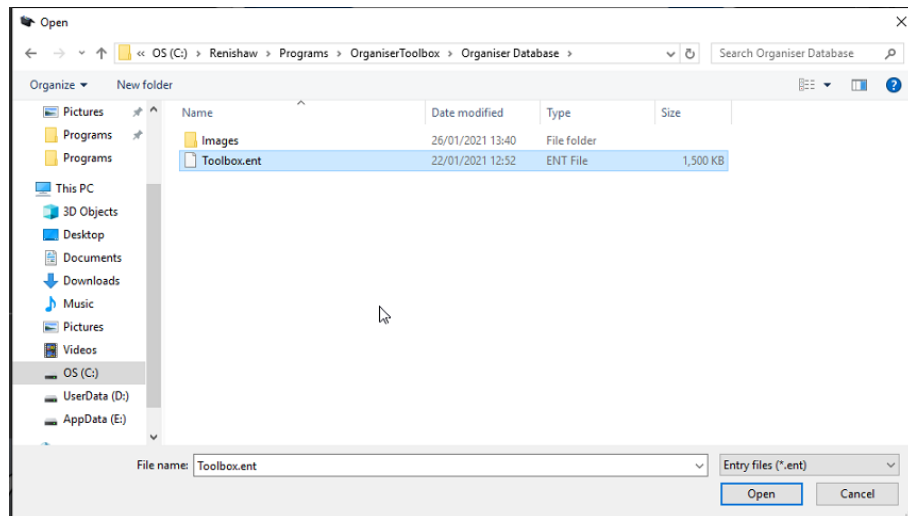 Open
« OS (C:) > Renishaw > Programs > OrganiserToolbox > Organiser Database >
Search Organiser Database
Organize
New folder
Name Date modified Type Size
Images 26/01/2021 13:40 File folder
Toolbox.ent 22/01/2021 12:52 ENT File 1,500 KB
Pictures
Programs
Programs
This PC
3D Objects
Desktop
Documents
Downloads
Music
Pictures
Videos
OS (C:)
UserData (D:)
AppData (E:)
File name: Toolbox.ent
Entry files (*.ent)
Open Cancel